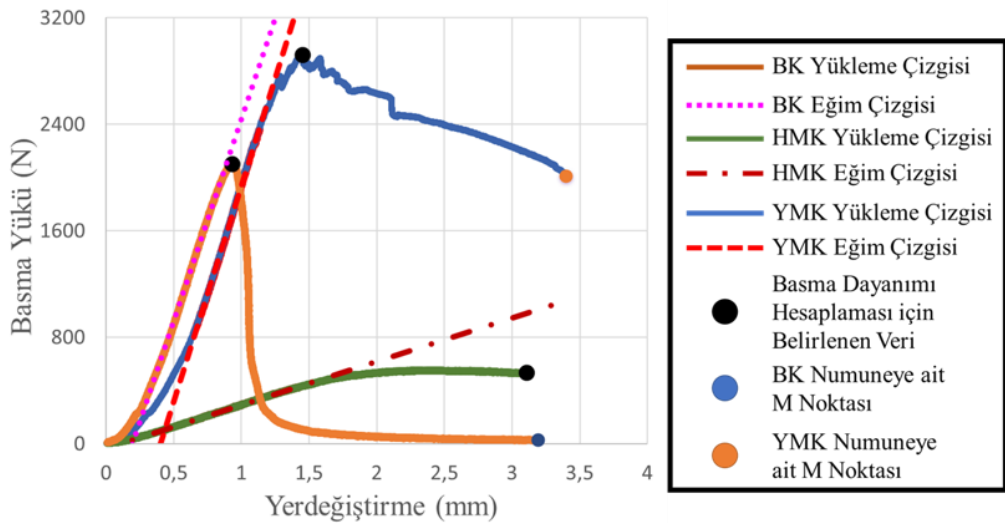 3200
2400
1600
800
0
Basma Yükü (N)
0 0,5 1 1,5 2 2,5 3 3,5 4
Yerdeğiştirme (mm)
BK Yükleme Çizgisi
BK Eğim Çizgisi
HMK Yükleme Çizgisi
HMK Eğim Çizgisi
YMK Yükleme Çizgisi
YMK Eğim Çizgisi
Basma Dayanımı
Hesaplaması için
Belirlenen Veri
BK Numuneye ait
M Noktası
YMK Numuneye
ait M Noktası